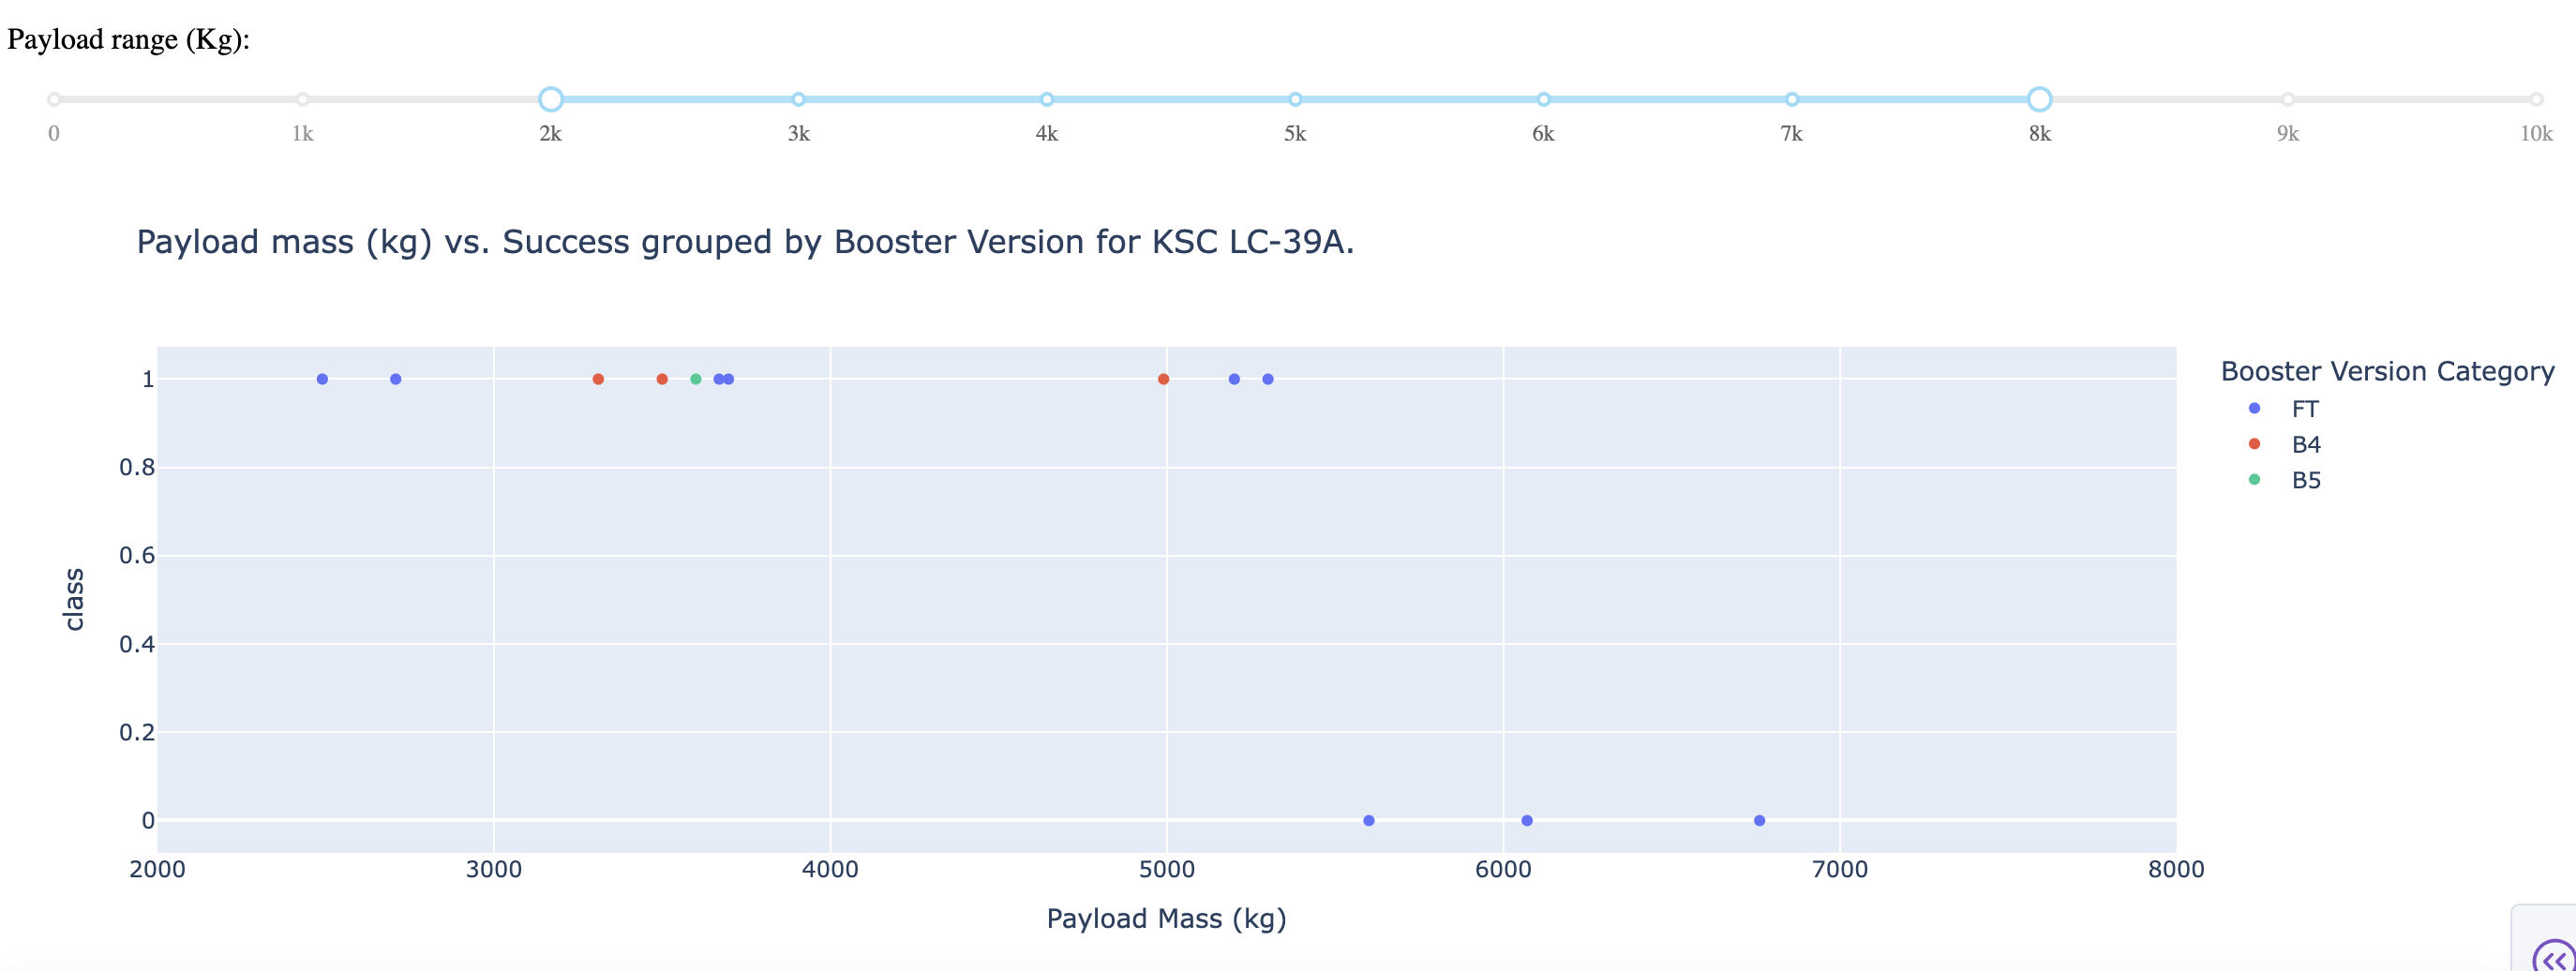 Payload range (Kg):
0 1k 2k 3k 4k 5k 6k 7k 8k 9k 10k
Payload mass (kg) vs. Success grouped by Booster Version for KSC LC-39A.
Booster Version Category
FT
B4
B5
1
0.8
0.6
0.4
0.2
0
class
2000 3000 4000 5000 6000 7000 8000
Payload Mass (kg)